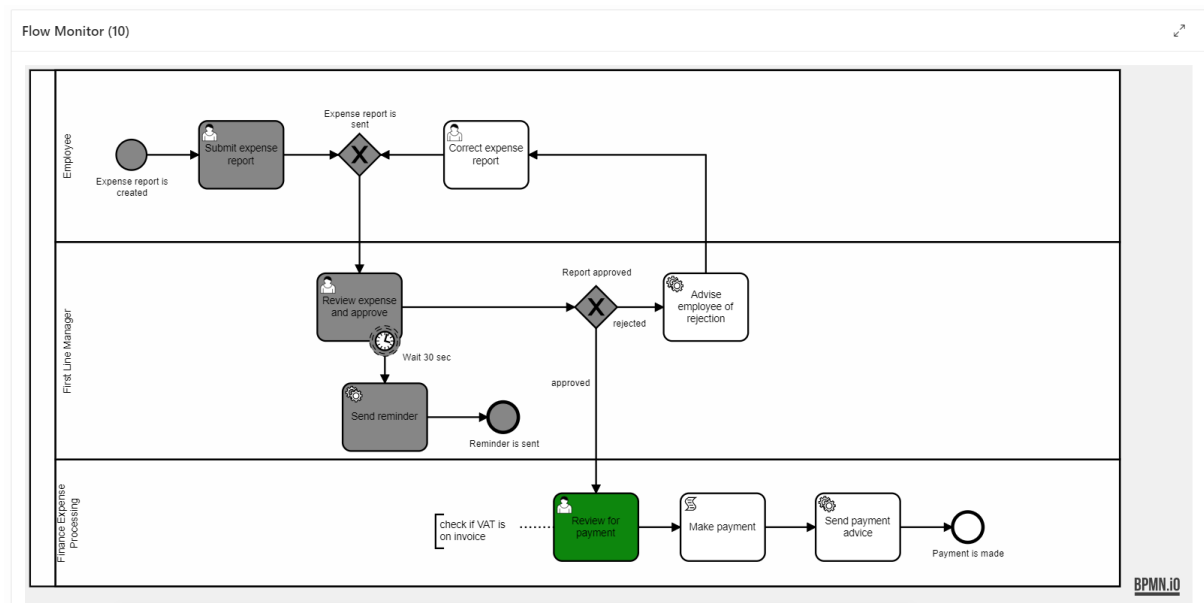 Flow Monitor (10)
Employee
Expense report is
created
Submit expense
report
Expense report is
sent
X
Correct expense
report
First Line Manager
Review expense
and approve
Wait 30 sec
Send reminder
Reminder is sent
Report approved
X
rejected
approved
Advise
employee of
rejection
Finance Expense
Processing
check if VAT is
on invoice
Review for
payment
Make payment
Send payment
advice
Payment is made
BPMN.iO